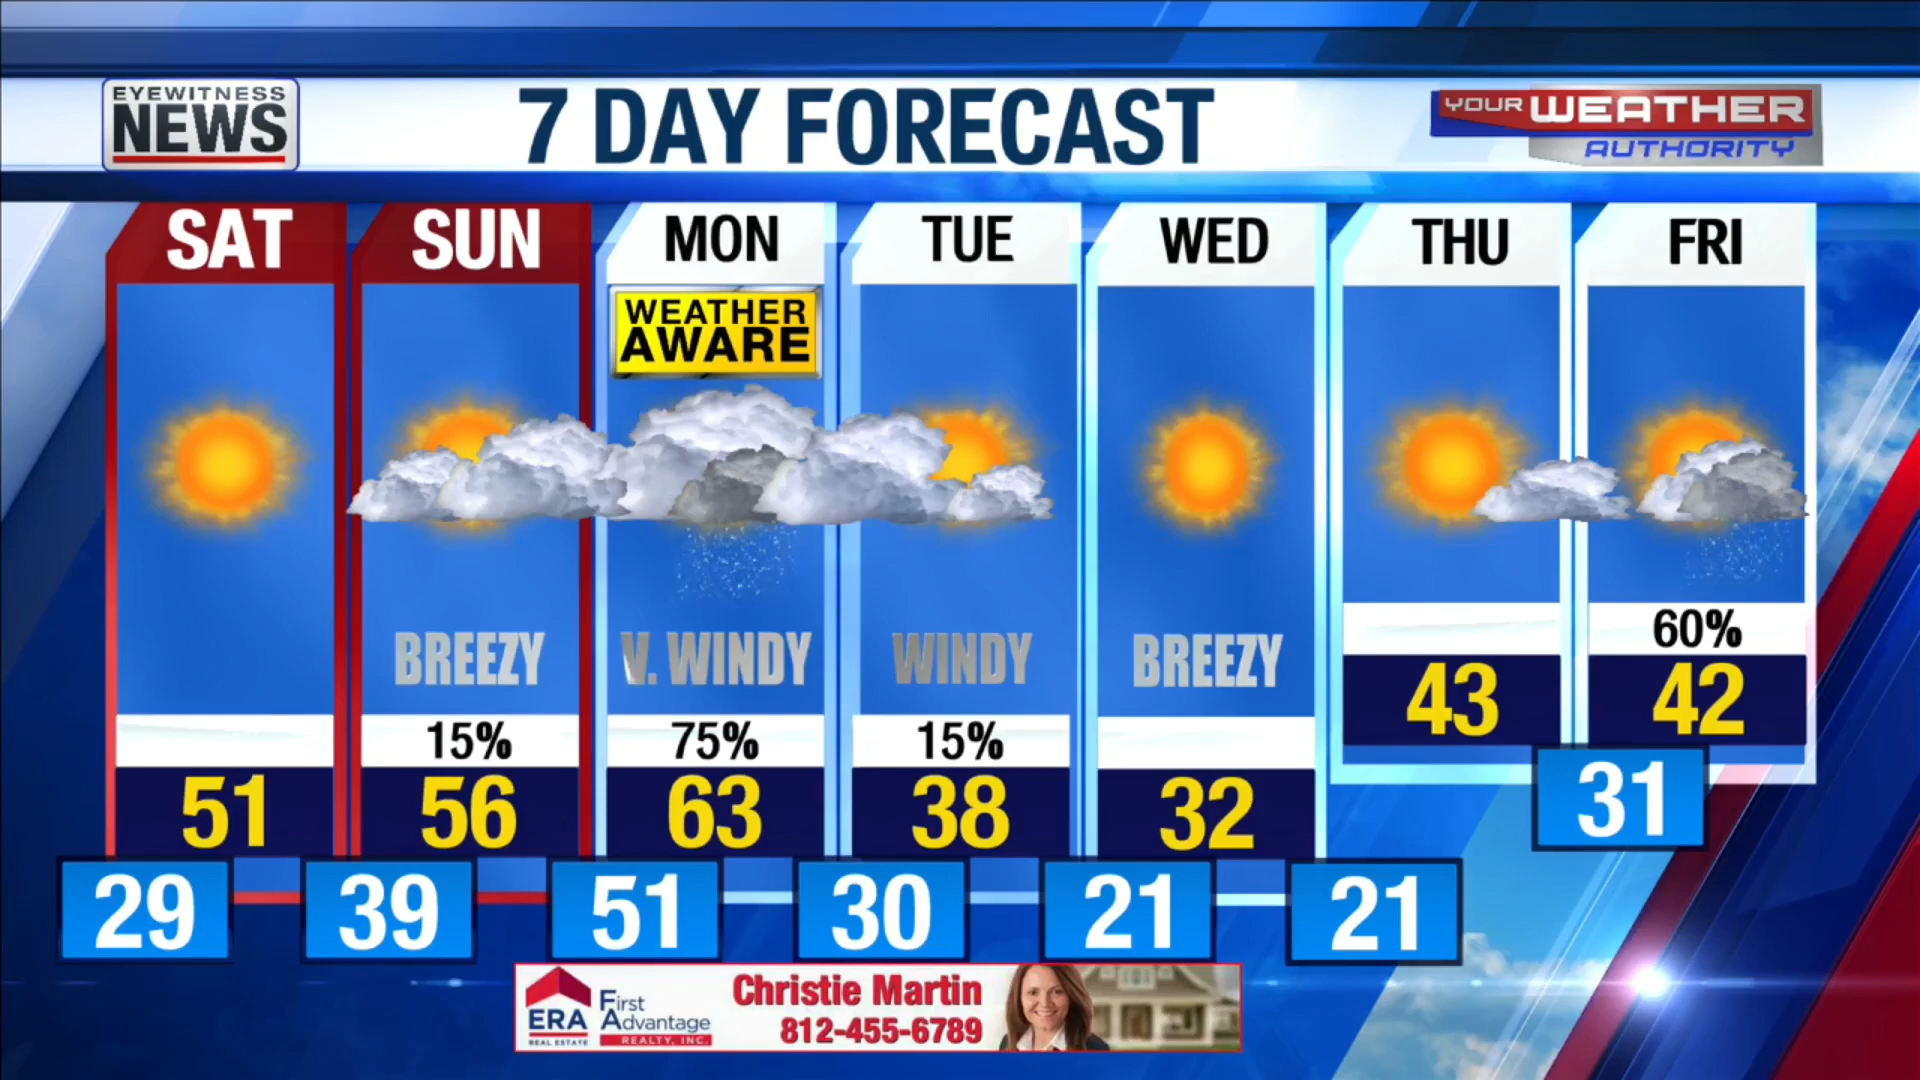 EYEWITNESS
NEWS
7 DAY FORECAST
YOUR WEATHER
AUTHORITY
SAT SUN MON TUE WED THU FRI
WEATHER
AWARE
BREEZY V. WINDY WINDY BREEZY
60%
43 42
15% 75% 15%
51 56 63 38 32
31
29 39 51 30 21 21
ERA
REAL ESTATE
First
Advantage
REALTY, INC.
Christie Martin
812-455-6789